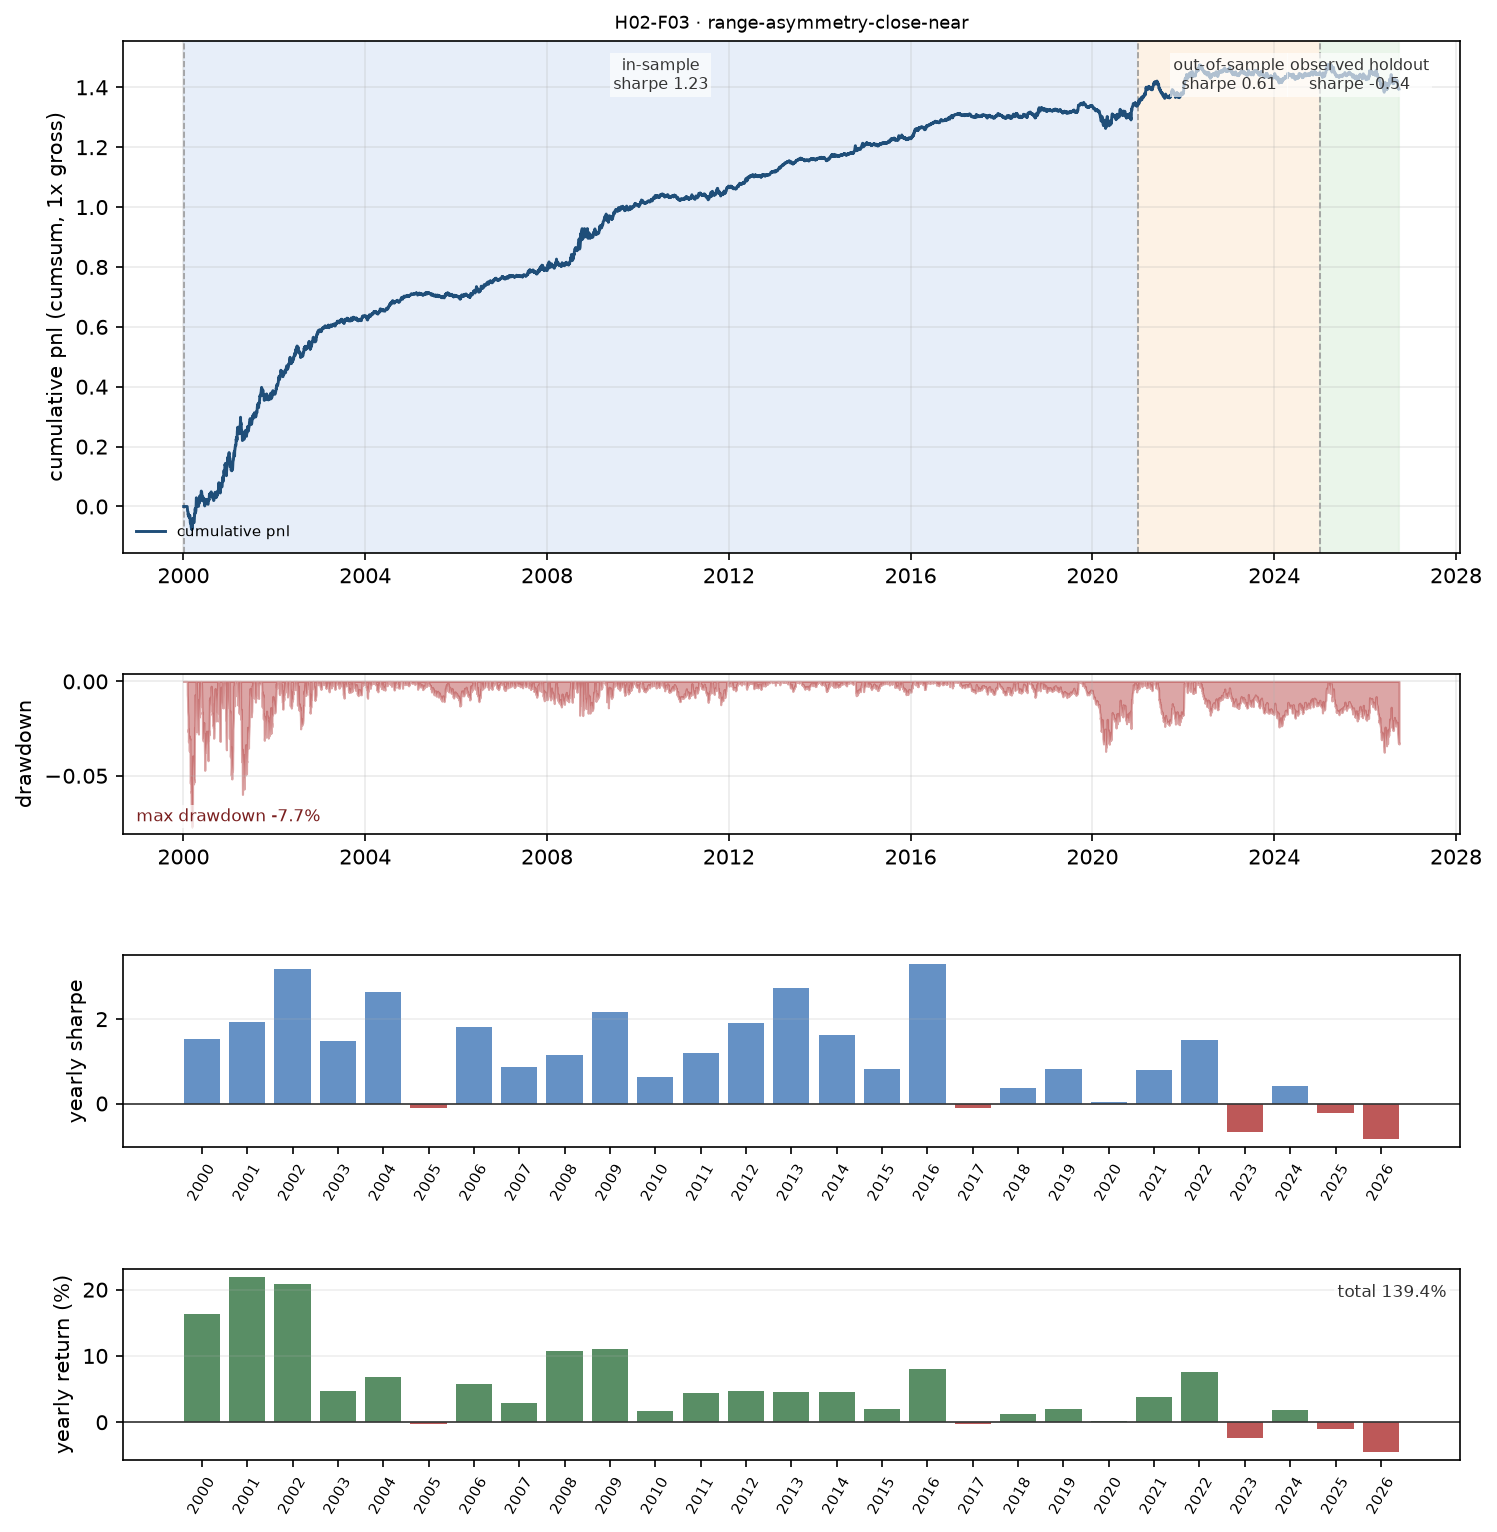 H02-F03 · range-asymmetry-close-near
cumulative pnl (cumsum, 1x gross)
1.4
1.2
1.0
0.8
0.6
0.4
0.2
0.0
in-sample
sharpe 1.23
out-of-sample
sharpe 0.61
observed holdout
sharpe -0.54
cumulative pnl
2000 2004 2008 2012 2016 2020 2024 2028
drawdown
0.00
−0.05
max drawdown -7.7%
2000 2004 2008 2012 2016 2020 2024 2028
yearly sharpe
2
0
2000 2001 2002 2003 2004 2005 2006 2007 2008 2009 2010 2011 2012 2013 2014 2015 2016 2017 2018 2019 2020 2021 2022 2023 2024 2025 2026
yearly return (%)
20
10
0
total 139.4%
2000 2001 2002 2003 2004 2005 2006 2007 2008 2009 2010 2011 2012 2013 2014 2015 2016 2017 2018 2019 2020 2021 2022 2023 2024 2025 2026